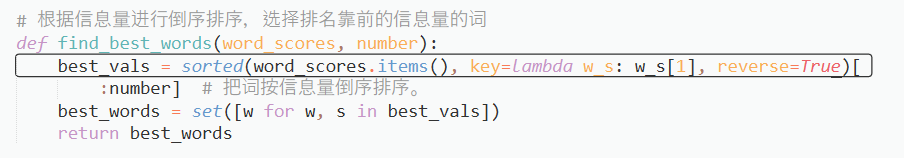 # 根据信息量进行倒序排序，选择排名靠前的信息量的词
def find_best_words(word_scores, number):
    best_vals = sorted(word_scores.items(), key=lambda w_s: w_s[1], reverse=True)[
        :number]  # 把词按信息量倒序排序。
    best_words = set([w for w, s in best_vals])
    return best_words